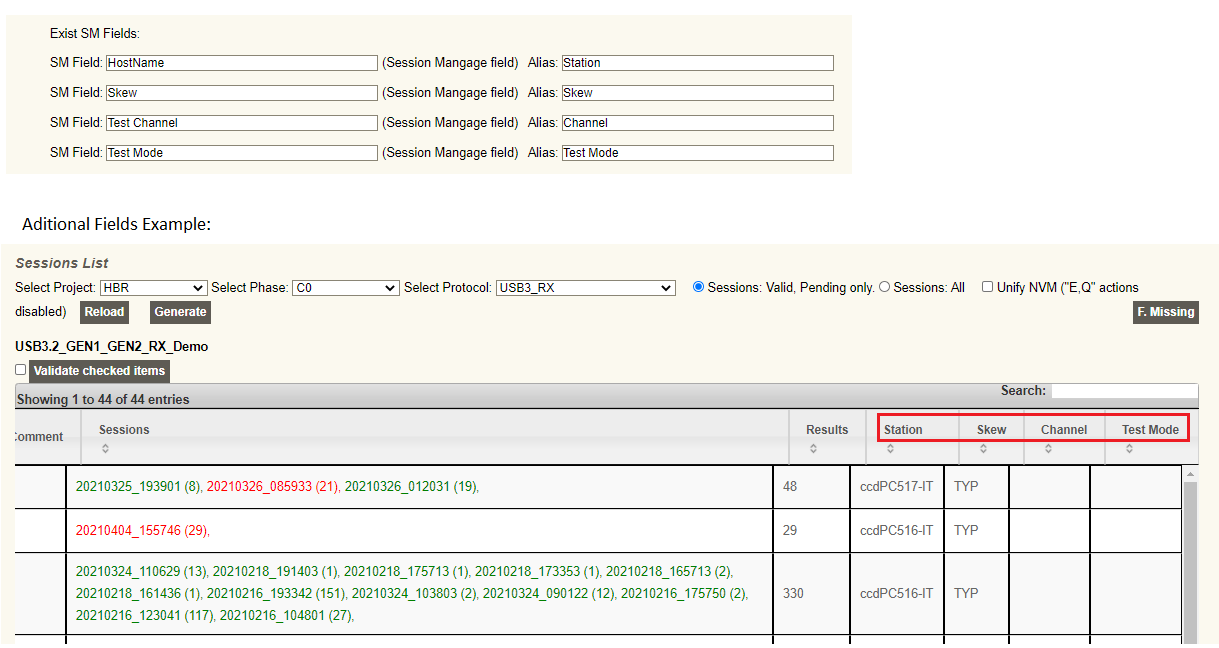 Exist SM Fields:
SM Field: HostName (Session Mangage field) Alias: Station
SM Field: Skew (Session Mangage field) Alias: Skew
SM Field: Test Channel (Session Mangage field) Alias: Channel
SM Field: Test Mode (Session Mangage field) Alias: Test Mode
Aditional Fields Example:
Sessions List
Select Project: HBR Select Phase: C0 Select Protocol: USB3_RX Sessions: Valid, Pending only. Sessions: All Unify NVM ("E,Q" actions
disabled) Reload Generate F. Missing
USB3.2_GEN1_GEN2_RX_Demo
Validate checked items
Search:
Showing 1 to 44 of 44 entries
omment Sessions Results Station Skew Channel Test Mode
20210325_193901 (8), 20210326_085933 (21), 20210326_012031 (19), 48 ccdPC517-IT TYP
20210404_155746 (29), 29 ccdPC516-IT TYP
20210324_110629 (13), 20210218_191403 (1), 20210218_175713 (1), 20210218_173353 (1), 20210218_165713 (2),
20210218_161436 (1), 20210216_193342 (151), 20210324_103803 (2), 20210324_090122 (12), 20210216_175750 (2), 330 ccdPC516-IT TYP
20210216_123041 (117), 20210216_104801 (27),